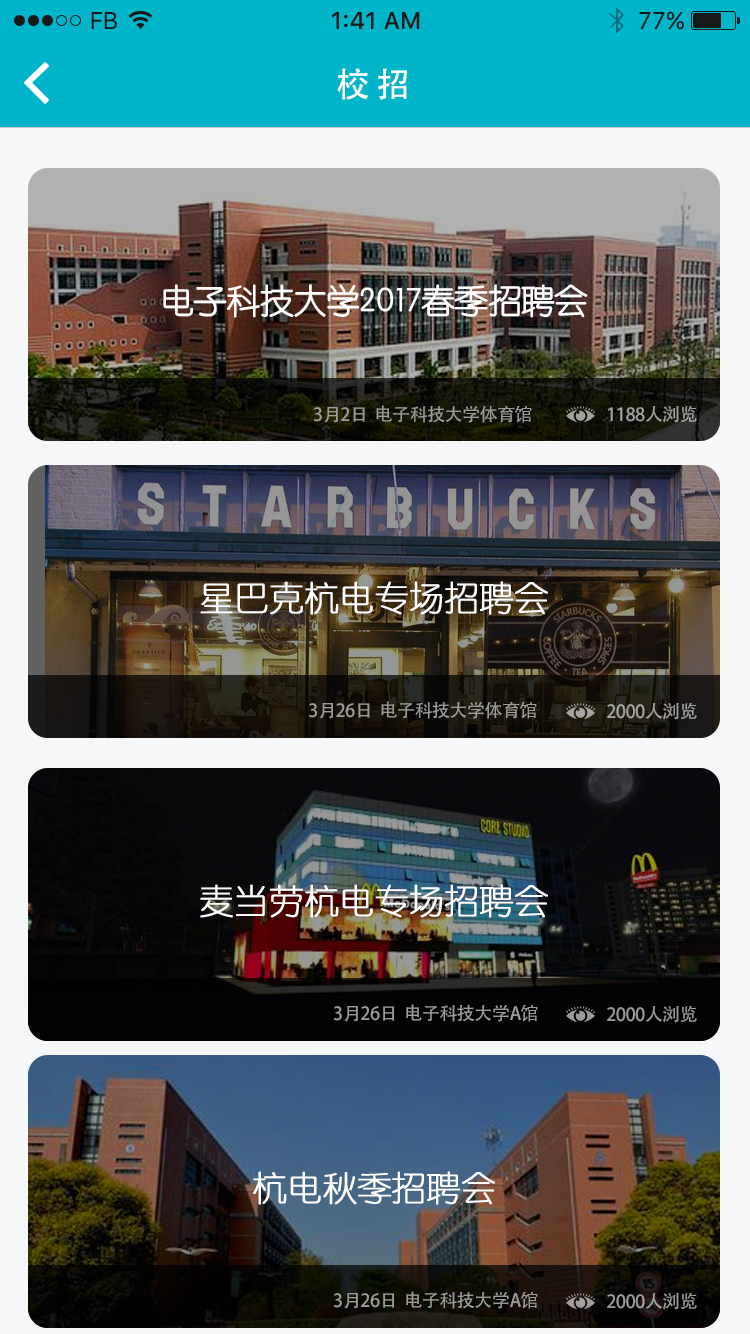 FB 1:41 AM 77%
校招
电子科技大学2017春季招聘会
3月2日 电子科技大学体育馆 1188人浏览
STARBUCKS
星巴克杭电专场招聘会
STARBUCKS
COFFEE • TEA • SPICES
3月26日 电子科技大学体育馆 2000人浏览
CORE STUDIO
麦当劳杭电专场招聘会
3月26日 电子科技大学A馆 2000人浏览
杭电秋季招聘会
15
3月26日 电子科技大学A馆 2000人浏览